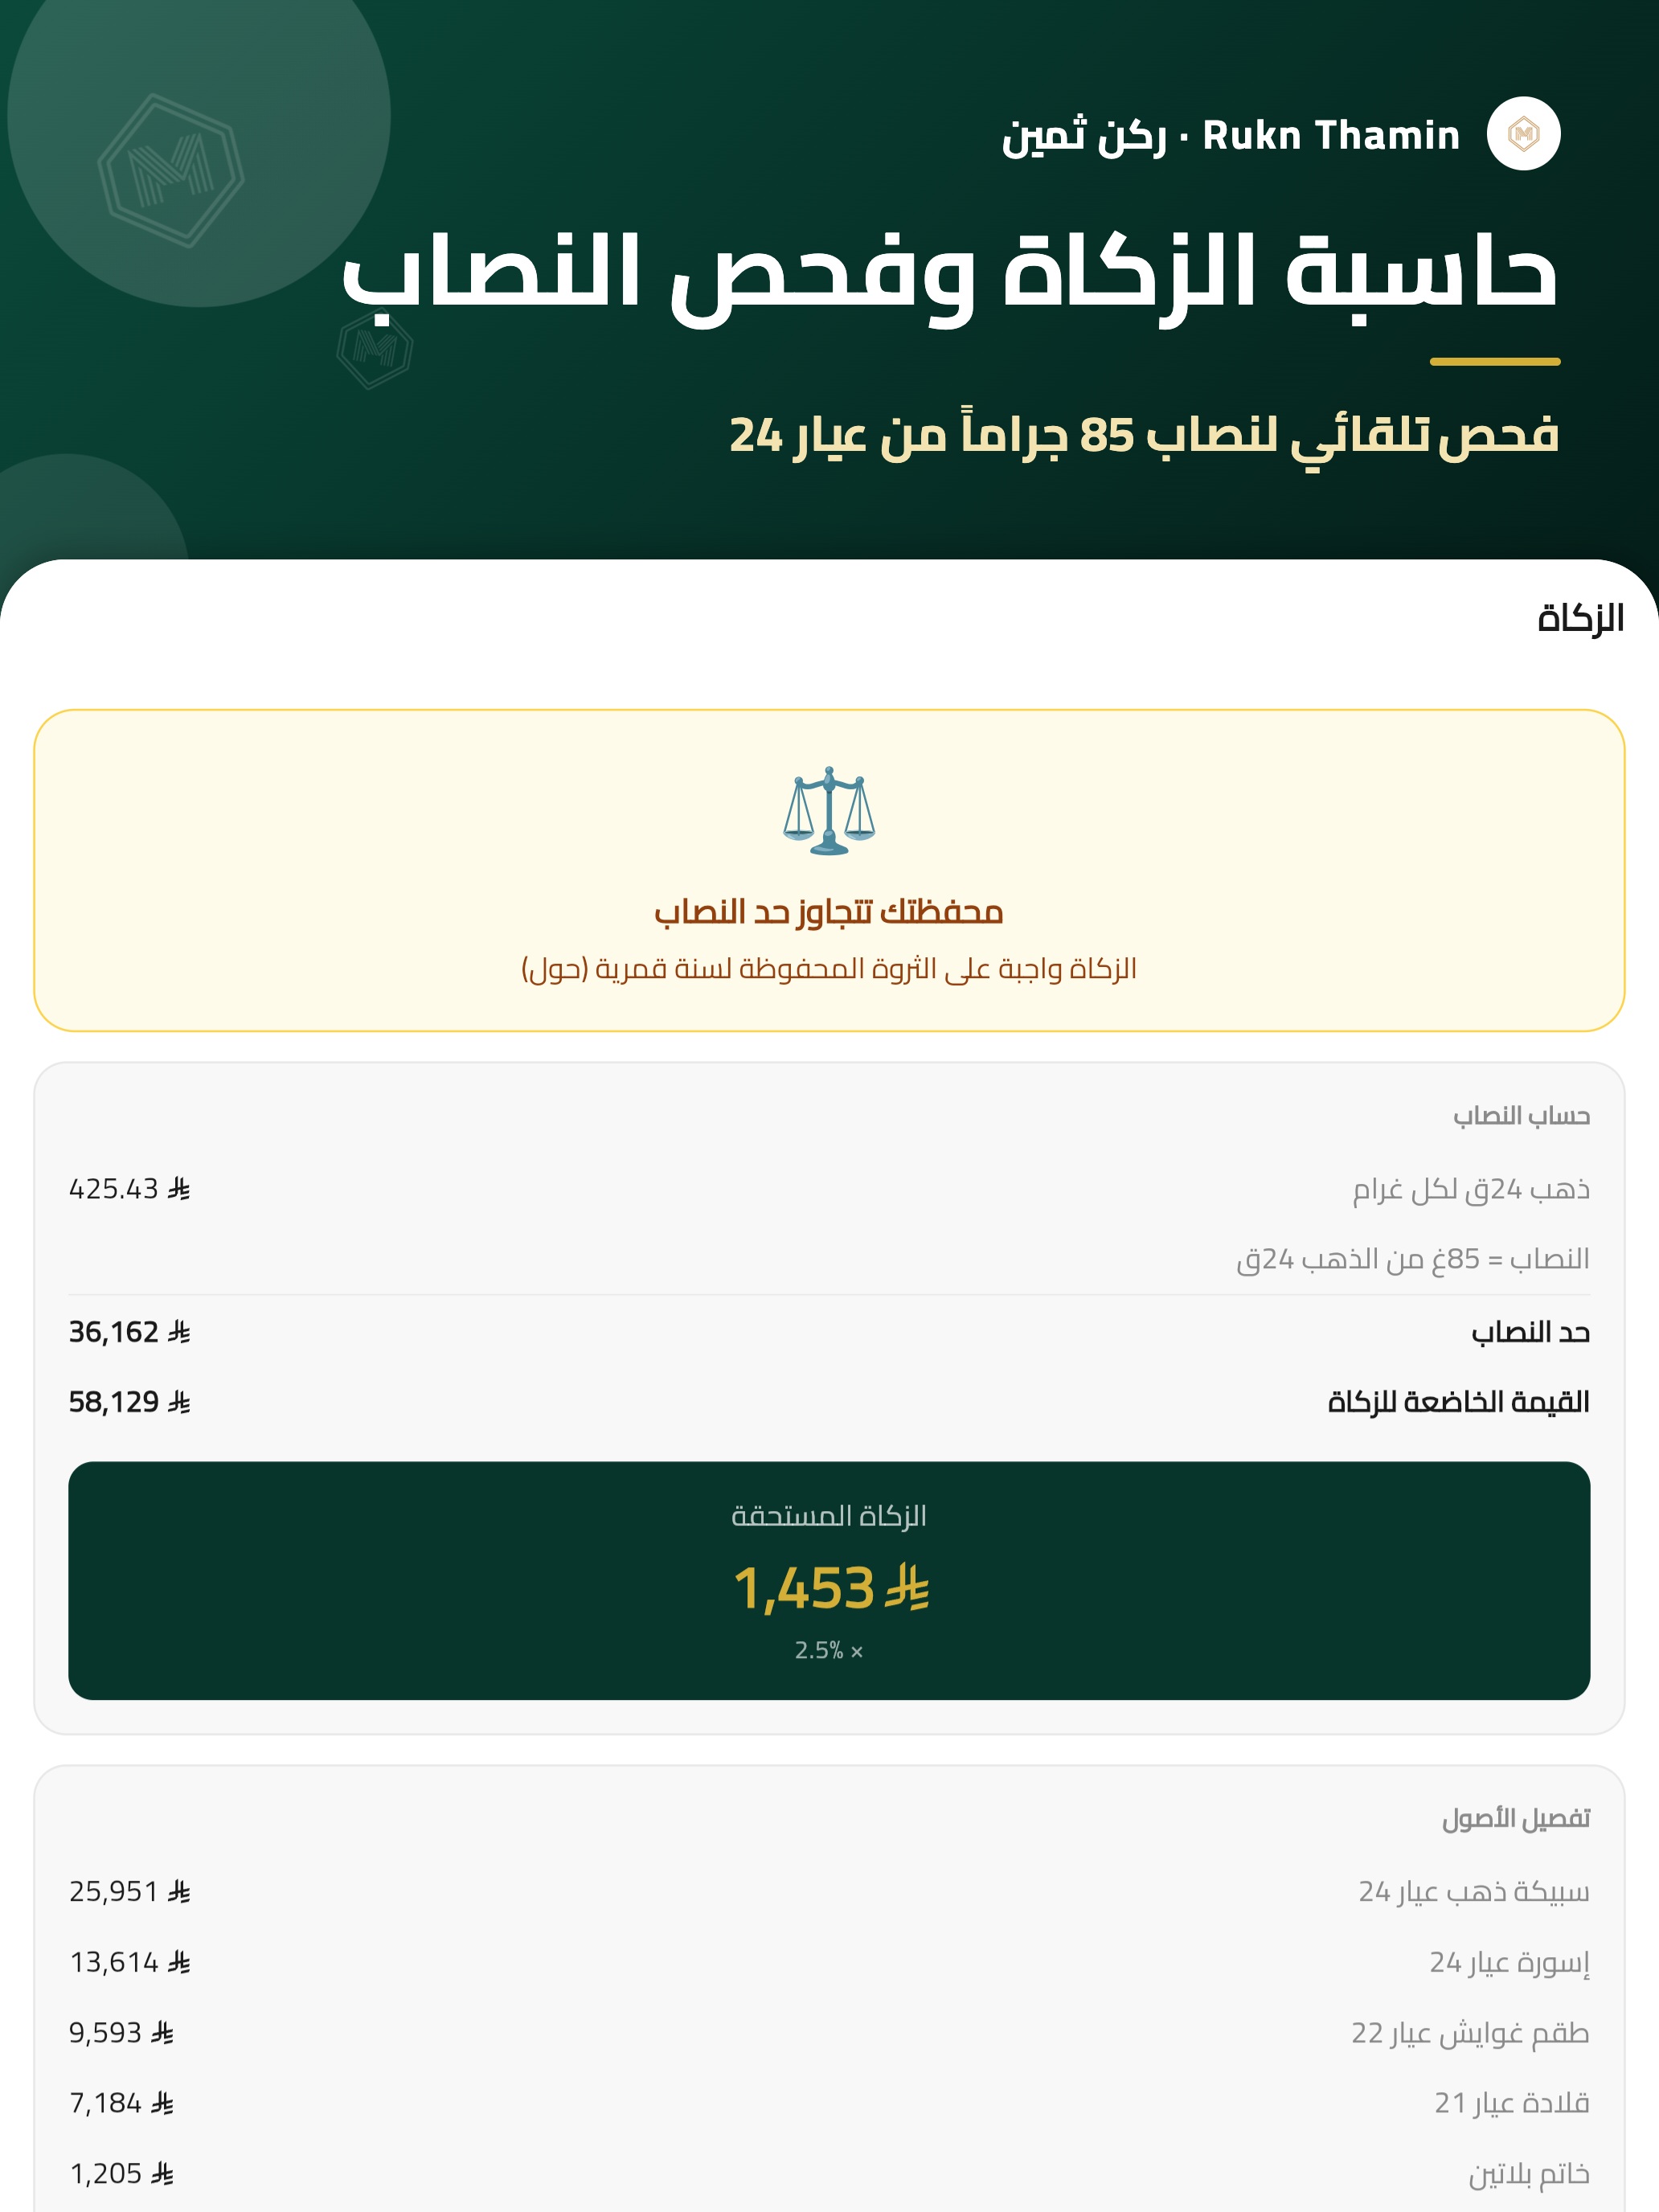 Rukn Thamin · ركن ثمين
حاسبة الزكاة وفحص النصاب
فحص تلقائي لنصاب 85 جراماً من عيار 24
الزكاة
محفظتك تتجاوز حد النصاب
الزكاة واجبة على الثروة المحفوظة لسنة قمرية (حول)
حساب النصاب
ذهب 24ق لكل غرام ⃁ 425.43
النصاب = 85غ من الذهب 24ق
حد النصاب ⃁ 36,162
القيمة الخاضعة للزكاة ⃁ 58,129
الزكاة المستحقة
⃁ 1,453
× 2.5%
تفصيل الأصول
سبيكة ذهب عيار 24 ⃁ 25,951
إسورة عيار 24 ⃁ 13,614
طقم غوايش عيار 22 ⃁ 9,593
قلادة عيار 21 ⃁ 7,184
خاتم بلاتين ⃁ 1,205